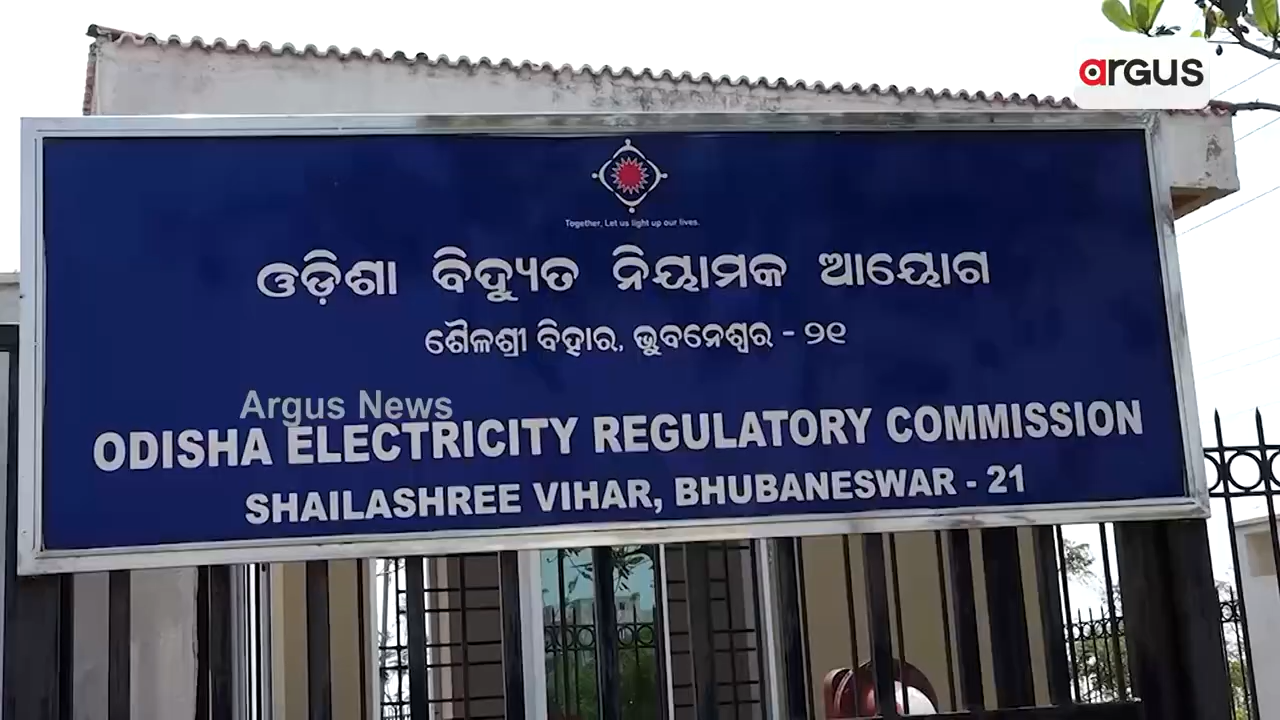 argus
Together, Let us light up our lives.
ଓଡ଼ିଶା ବିଦ୍ୟୁତ ନିୟାମକ ଆୟୋଗ
ଶୈଳଶ୍ରୀ ବିହାର, ଭୁବନେଶ୍ୱର - ୨୧
Argus News
ODISHA ELECTRICITY REGULATORY COMMISSION
SHAILASHREE VIHAR, BHUBANESWAR - 21